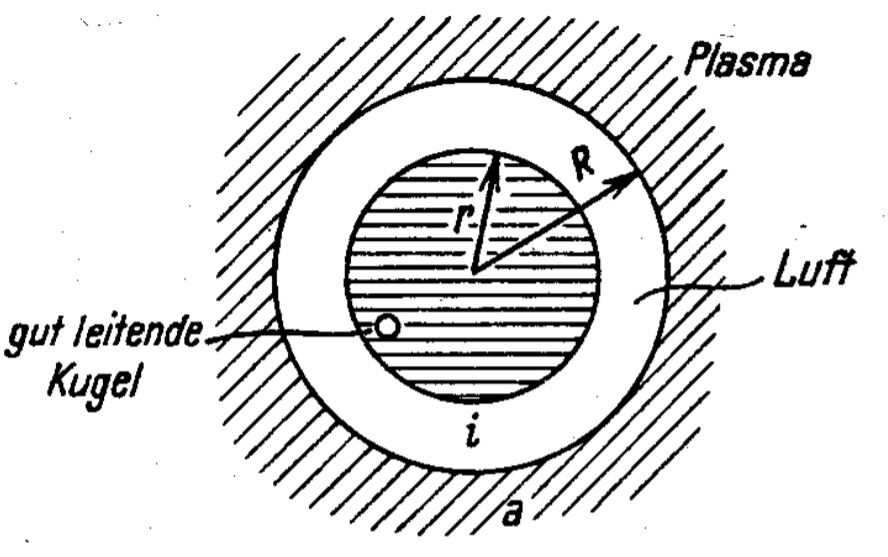 Plasma
R
r
Luft
gut leitende
Kugel
i
a